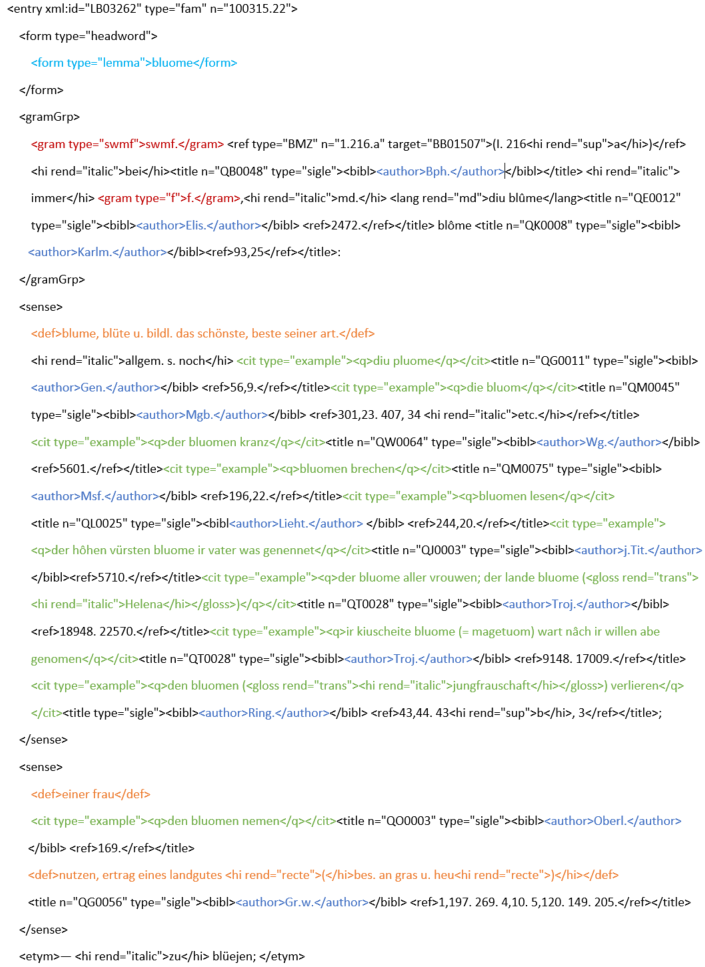 <entry xml:id="LB03262" type="fam" n="100315.22">
<form type="headword">
<form type="lemma">bluome</form>
</form>
<gramGrp>
<gram type="swmf">swmf.</gram> <ref type="BMZ" n="1.216.a" target="BB01507">(I. 216<hi rend="sup">a</hi>)</ref>
<hi rend="italic">bei</hi><title n="QB0048" type="sigle"><bibl><author>Bph.</author></bibl></title> <hi rend="italic">
immer</hi> <gram type="f">f.</gram>,<hi rend="italic">md.</hi> <lang rend="md">diu blûme</lang><title n="QE0012"
type="sigle"><bibl><author>Elis.</author></bibl> <ref>2472.</ref></title> blôme <title n="QK0008" type="sigle"><bibl>
<author>Karlm.</author></bibl><ref>93,25</ref></title>:
</gramGrp>
<sense>
<def>blume, blüte u. bildl. das schönste, beste seiner art.</def>
<hi rend="italic">allgem. s. noch</hi> <cit type="example"><q>diu pluome</q></cit><title n="QG0011" type="sigle"><bibl>
<author>Gen.</author></bibl> <ref>56,9.</ref></title><cit type="example"><q>die bluom</q></cit><title n="QM0045"
type="sigle"><bibl><author>Mgb.</author></bibl> <ref>301,23. 407, 34 <hi rend="italic">etc.</hi></ref></title>
<cit type="example"><q>der bluomen kranz</q></cit><title n="QW0064" type="sigle"><bibl><author>Wg.</author></bibl>
<ref>5601.</ref></title><cit type="example"><q>bluomen brechen</q></cit><title n="QM0075" type="sigle"><bibl>
<author>Msf.</author></bibl> <ref>196,22.</ref></title><cit type="example"><q>bluomen lesen</q></cit>
<title n="QL0025" type="sigle"><bibl<author>Lieht.</author> </bibl> <ref>244,20.</ref></title><cit type="example">
<q>der hôhen vürsten bluome ir vater was genennet</q></cit><title n="QJ0003" type="sigle"><bibl><author>j.Tit.</author>
</bibl><ref>5710.</ref></title><cit type="example"><q>der bluome aller vrouwen; der lande bluome (<gloss rend="trans">
<hi rend="italic">Helena</hi></gloss>)</q></cit><title n="QT0028" type="sigle"><bibl><author>Troj.</author></bibl>
<ref>18948. 22570.</ref></title><cit type="example"><q>ir kiuscheite bluome (= magetuom) wart nâch ir willen abe
genomen</q></cit><title n="QT0028" type="sigle"><bibl><author>Troj.</author></bibl> <ref>9148. 17009.</ref></title>
<cit type="example"><q>den bluomen (<gloss rend="trans"><hi rend="italic">jungfrauschaft</hi></gloss>) verlieren</q>
</cit><title type="sigle"><bibl><author>Ring.</author></bibl> <ref>43,44. 43<hi rend="sup">b</hi>, 3</ref></title>;
</sense>
<sense>
<def>einer frau</def>
<cit type="example"><q>den bluomen nemen</q></cit><title n="QO0003" type="sigle"><bibl><author>Oberl.</author>
</bibl> <ref>169.</ref></title>
<def>nutzen, ertrag eines landgutes <hi rend="recte">(</hi>bes. an gras u. heu<hi rend="recte">)</hi></def>
<title n="QG0056" type="sigle"><bibl><author>Gr.w.</author></bibl> <ref>1,197. 269. 4,10. 5,120. 149. 205.</ref></title>
</sense>
<etym>— <hi rend="italic">zu</hi> blüejen; </etym>